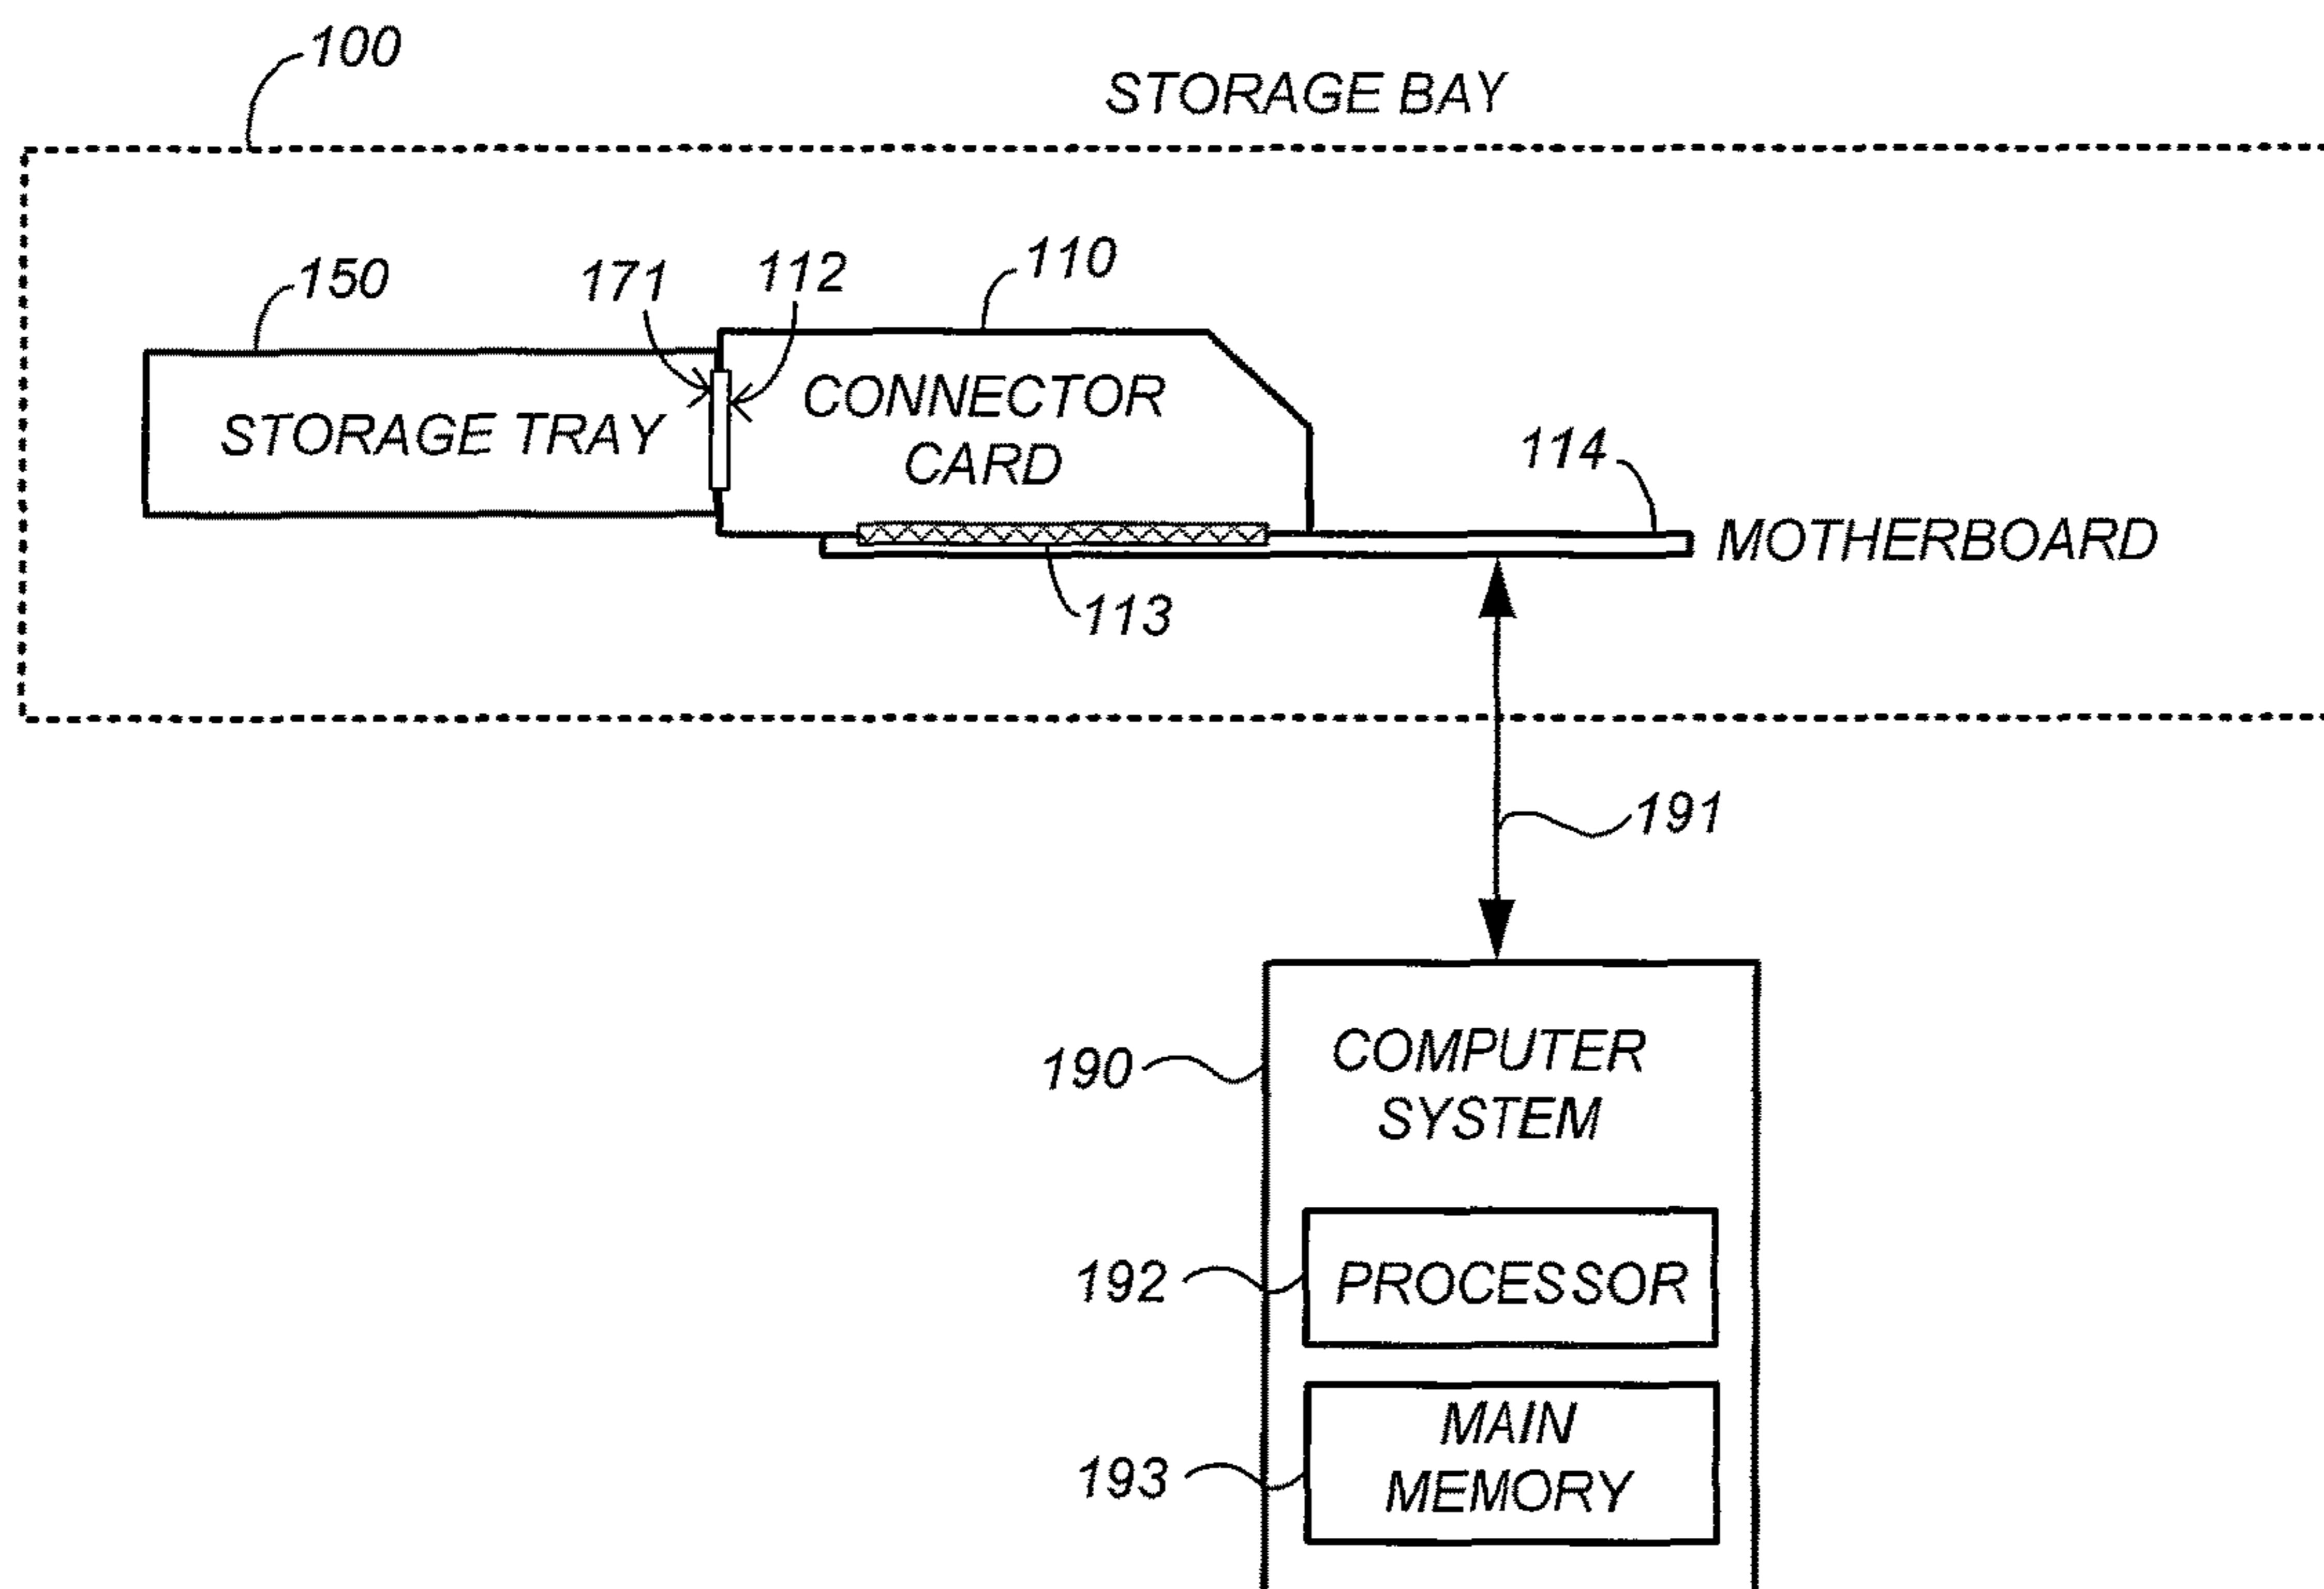 100
STORAGE BAY
150
171
112
110
STORAGE TRAY
CONNECTOR
CARD
114
MOTHERBOARD
113
191
190
COMPUTER
SYSTEM
192
PROCESSOR
193
MAIN
MEMORY